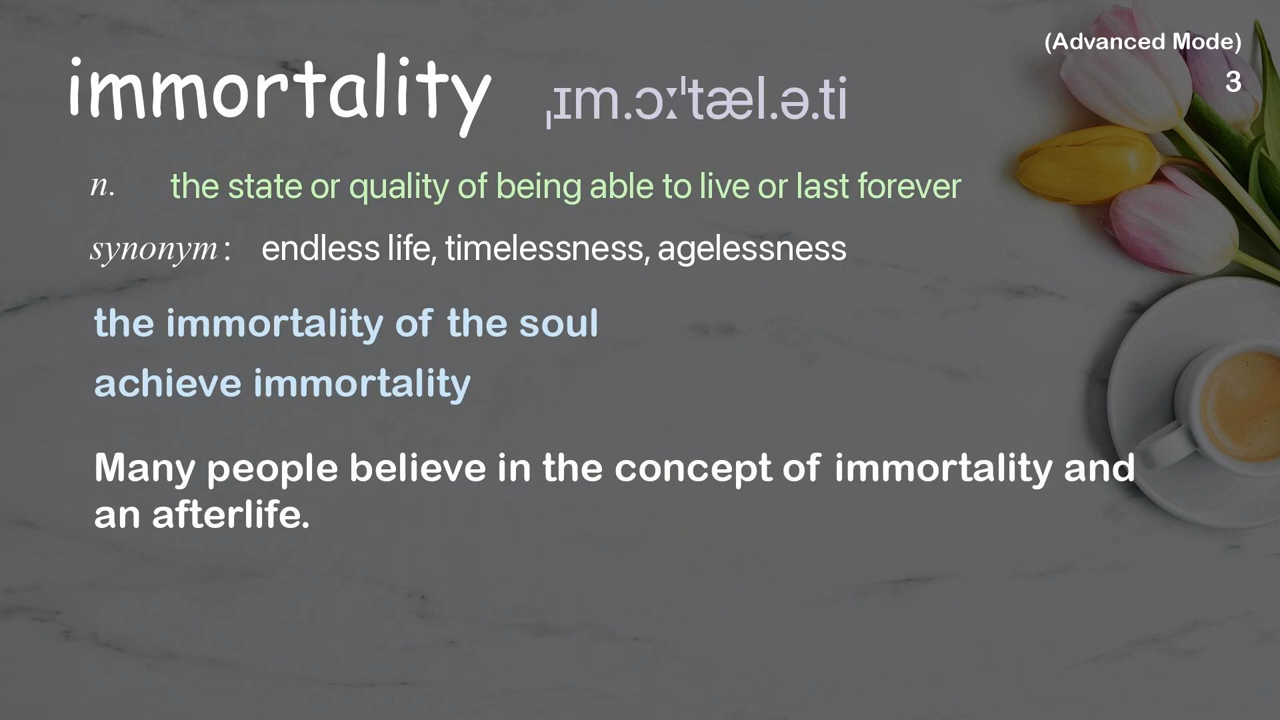 (Advanced Mode)
3
immortality ˌɪm.ɔːˈtæl.ə.ti
n. the state or quality of being able to live or last forever
synonym: endless life, timelessness, agelessness
the immortality of the soul
achieve immortality
Many people believe in the concept of immortality and
an afterlife.